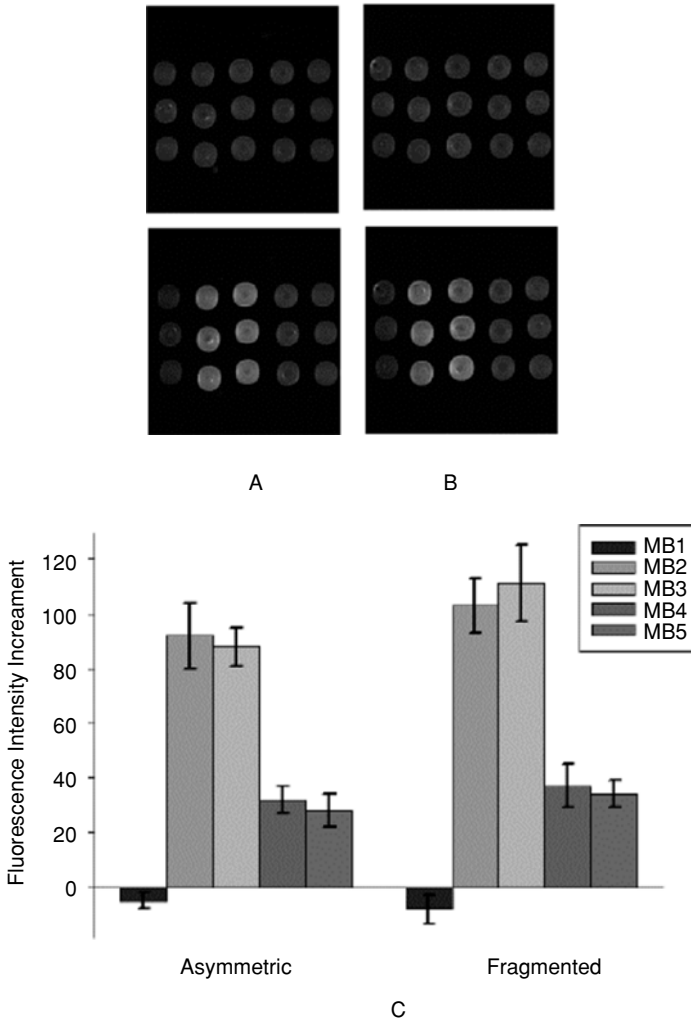 A
B
Fluorescence Intensity Increament
120
100
80
60
40
20
0
MB1
MB2
MB3
MB4
MB5
Asymmetric
Fragmented
C